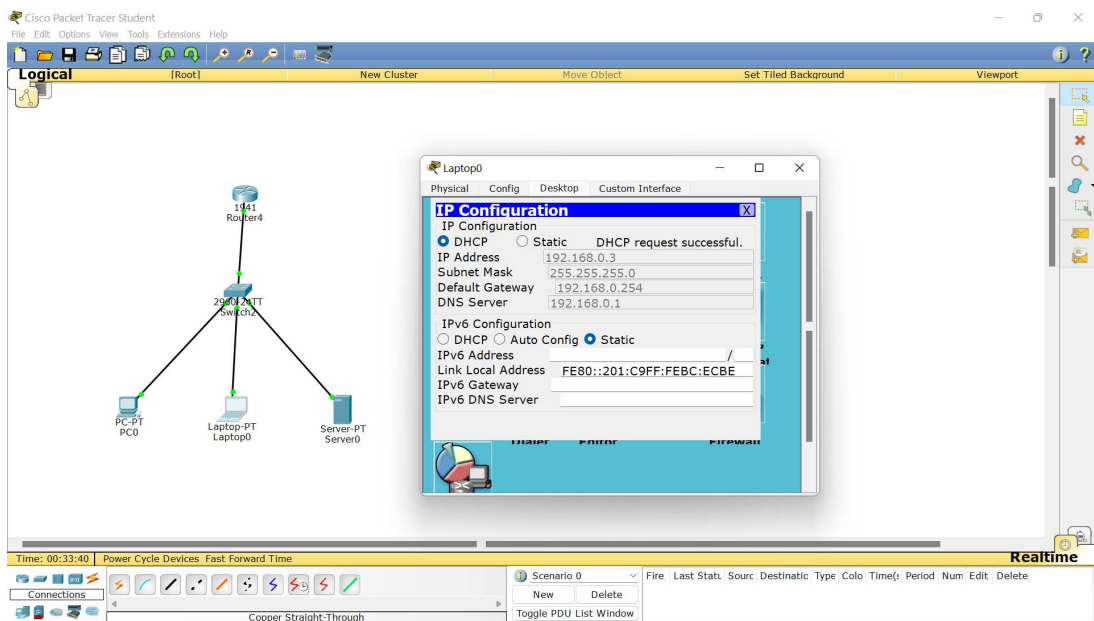 Cisco Packet Tracer Student
File Edit Options View Tools Extensions Help
Logical [Root] New Cluster Move Object Set Tiled Background Viewport
1941
Router4
2960-24TT
Switch2
PC-PT
PC0
Laptop-PT
Laptop0
Server-PT
Server0
Laptop0
Physical Config Desktop Custom Interface
IP Configuration X
IP Configuration
DHCP Static DHCP request successful.
IP Address 192.168.0.3
Subnet Mask 255.255.255.0
Default Gateway 192.168.0.254
DNS Server 192.168.0.1
IPv6 Configuration
DHCP Auto Config Static
IPv6 Address /
Link Local Address FE80::201:C9FF:FEBC:ECBE
IPv6 Gateway
IPv6 DNS Server
Dialer Editor Firewall
Time: 00:33:40 Power Cycle Devices Fast Forward Time Realtime
Connections
Copper Straight-Through
Scenario 0
New Delete
Toggle PDU List Window
Fire Last Statu Sourc Destinatio Type Colo Time(s Period Num Edit Delete